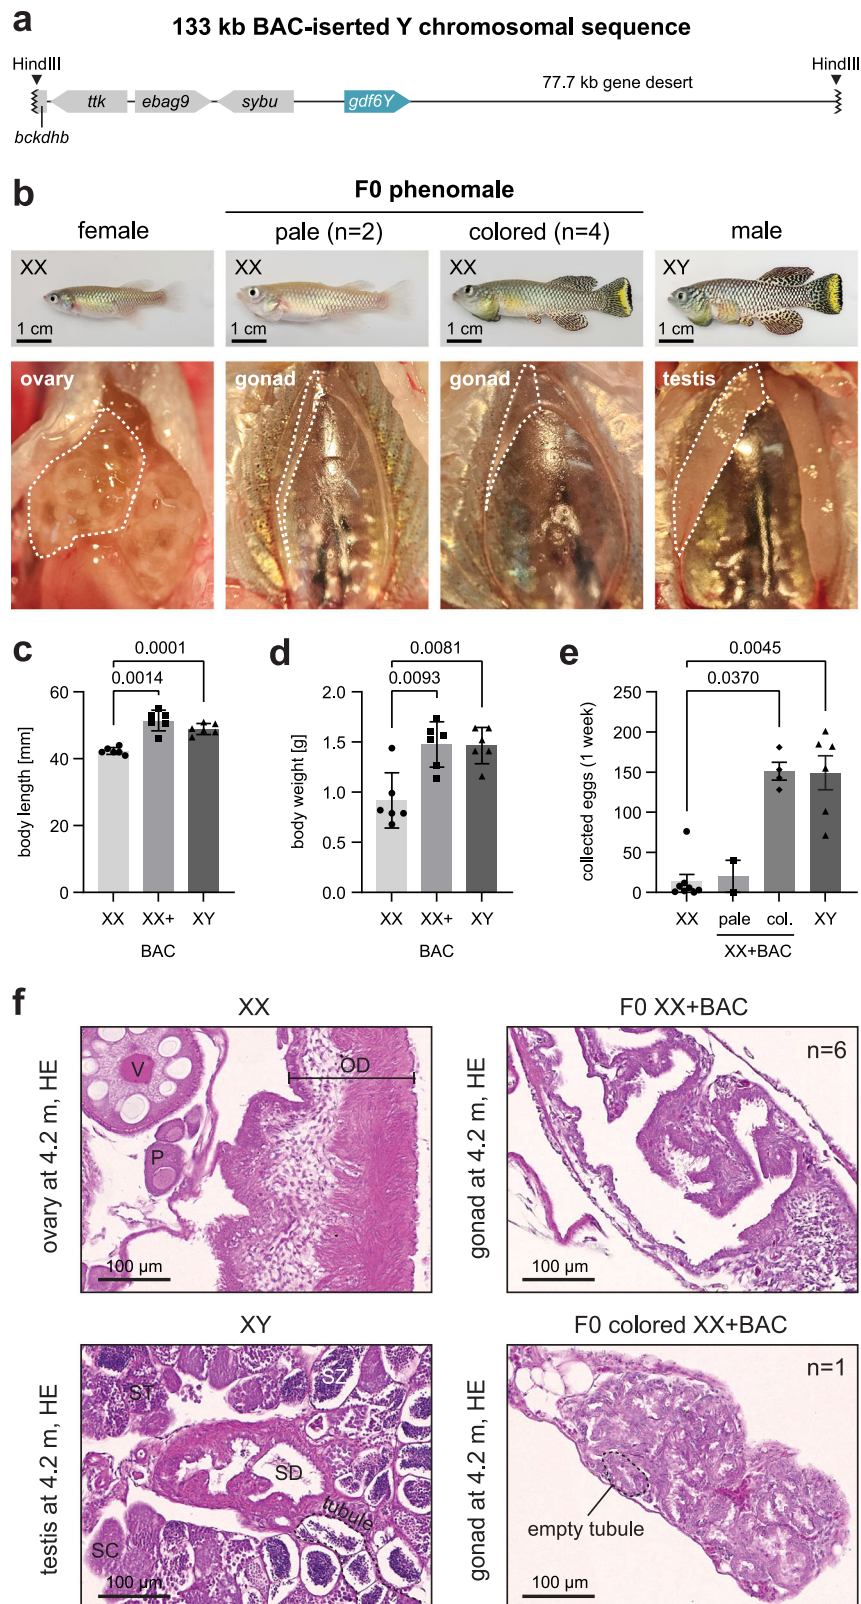 a
133 kb BAC-iserted Y chromosomal sequence
HindIII
HindIII
77.7 kb gene desert
ttk
ebag9
sybu
gdf6Y
bckdhb
b
F0 phenomale
female
pale (n=2)
colored (n=4)
male
XX
XX
XX
XY
1 cm
1 cm
1 cm
1 cm
ovary
gonad
gonad
testis
c
0.0001
0.0014
body length [mm]
60
40
20
0
XX
XX+
XY
BAC
d
0.0081
0.0093
body weight [g]
2.0
1.5
1.0
0.5
0.0
XX
XX+
XY
BAC
e
0.0045
0.0370
collected eggs (1 week)
250
200
150
100
50
0
XX
pale
col.
XY
XX+BAC
f
XX
ovary at 4.2 m, HE
V
P
OD
100 µm
F0 XX+BAC
gonad at 4.2 m, HE
n=6
100 µm
XY
testis at 4.2 m, HE
ST
SZ
SD
tubule
SC
100 µm
F0 colored XX+BAC
gonad at 4.2 m, HE
n=1
empty tubule
100 µm